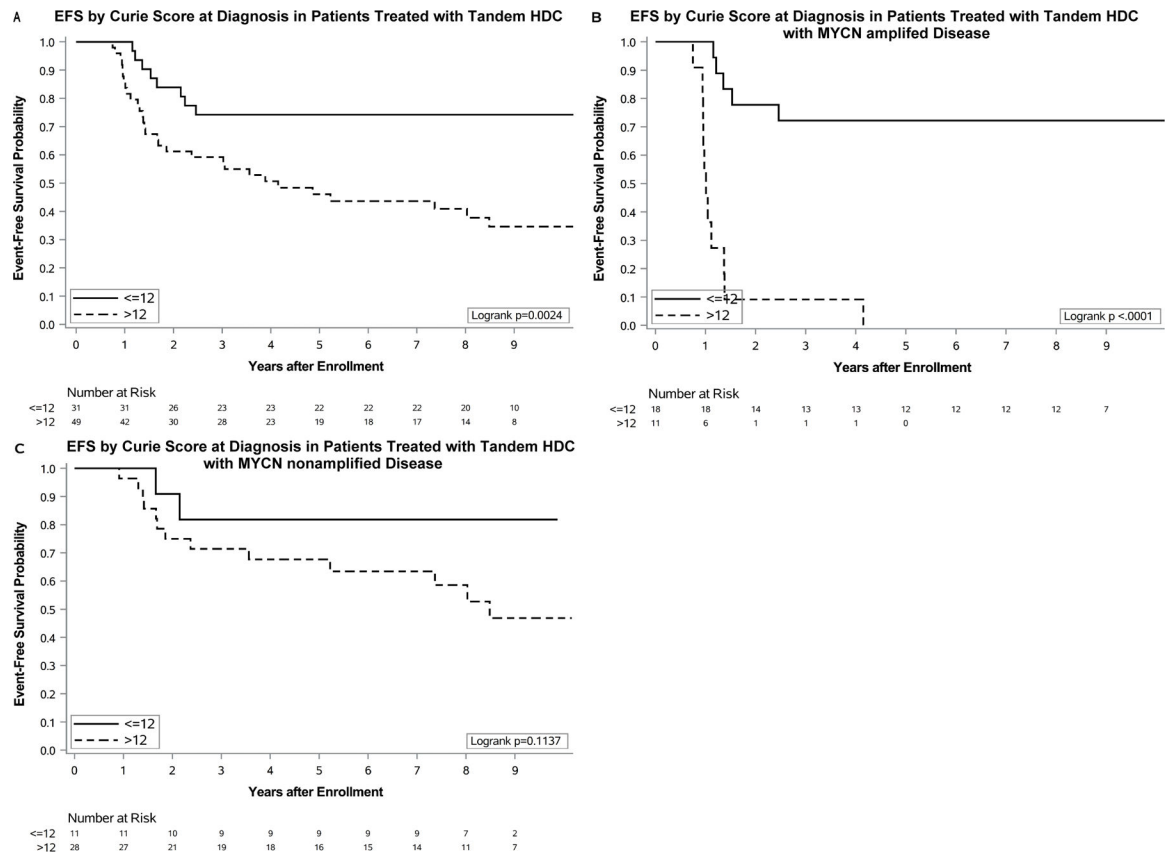 A
EFS by Curie Score at Diagnosis in Patients Treated with Tandem HDC
Event-Free Survival Probability
1.0
0.9
0.8
0.7
0.6
0.5
0.4
0.3
0.2
0.1
0.0
<=12
>12
Logrank p=0.0024
0 1 2 3 4 5 6 7 8 9
Years after Enrollment
Number at Risk
<=12 31 31 26 23 23 22 22 22 20 10
>12 49 42 30 28 23 19 18 17 14 8
B
EFS by Curie Score at Diagnosis in Patients Treated with Tandem HDC
with MYCN amplifed Disease
Event-Free Survival Probability
1.0
0.9
0.8
0.7
0.6
0.5
0.4
0.3
0.2
0.1
0.0
<=12
>12
Logrank p <.0001
0 1 2 3 4 5 6 7 8 9
Years after Enrollment
Number at Risk
<=12 18 18 14 13 13 12 12 12 12 7
>12 11 6 1 1 1 0
C
EFS by Curie Score at Diagnosis in Patients Treated with Tandem HDC
with MYCN nonamplified Disease
Event-Free Survival Probability
1.0
0.9
0.8
0.7
0.6
0.5
0.4
0.3
0.2
0.1
0.0
<=12
>12
Logrank p=0.1137
0 1 2 3 4 5 6 7 8 9
Years after Enrollment
Number at Risk
<=12 11 11 10 9 9 9 9 9 7 2
>12 28 27 21 19 18 16 15 14 11 7